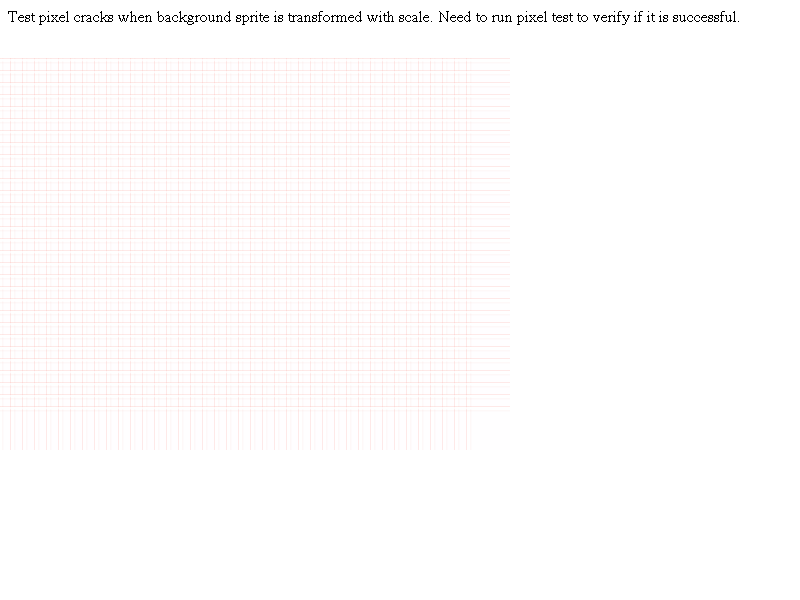 Test pixel cracks when background sprite is transformed with scale. Need to run pixel test to verify if it is successful.